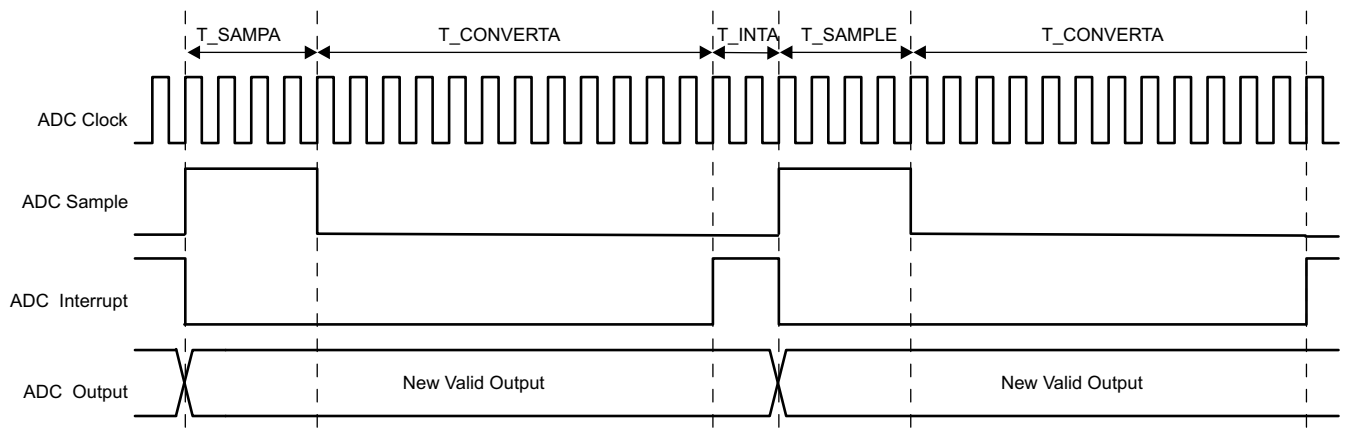 T_SAMPA T_CONVERTA T_INTA T_SAMPLE T_CONVERTA
ADC Clock
ADC Sample
ADC Interrupt
ADC Output New Valid Output New Valid Output